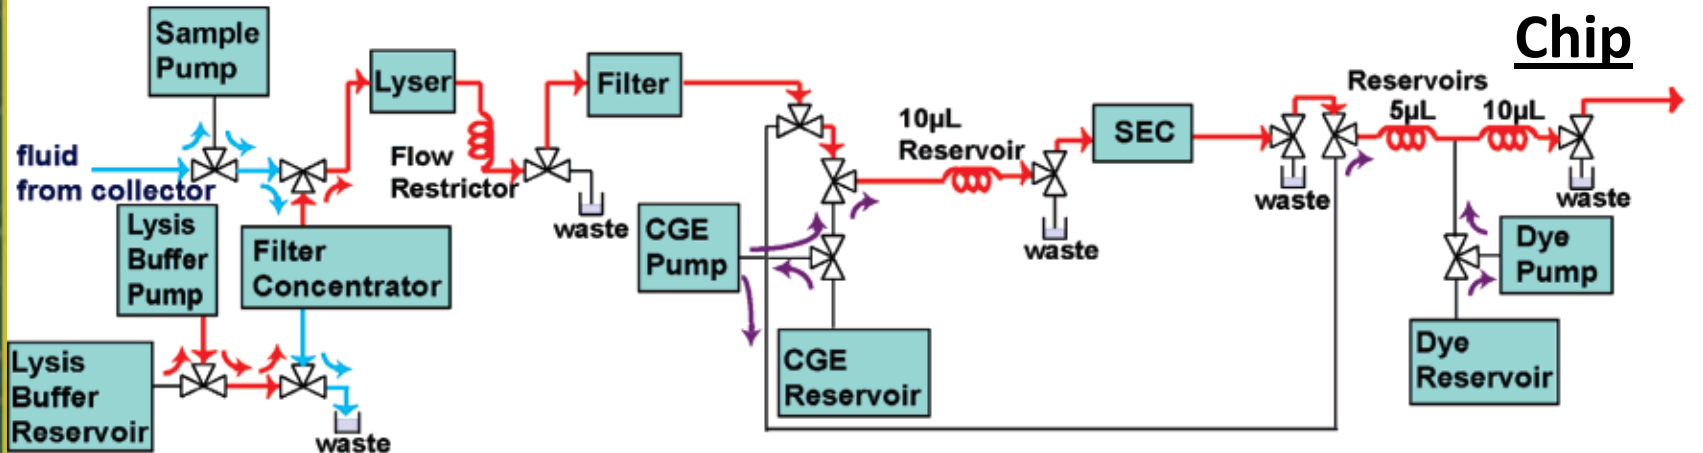 Chip
Sample
Pump
fluid
from collector
Lysis
Buffer
Pump
Filter
Concentrator
Lysis
Buffer
Reservoir
waste
Lyser
Flow
Restrictor
waste
Filter
CGE
Pump
CGE
Reservoir
10µL
Reservoir
waste
SEC
waste
Reservoirs
5µL 10µL
waste
Dye
Pump
Dye
Reservoir